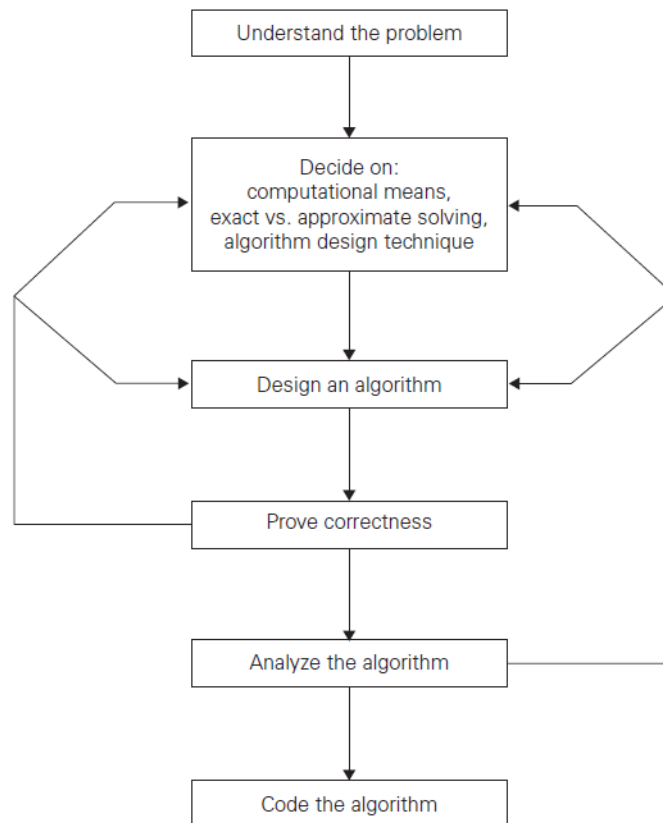 Understand the problem
Decide on:
computational means,
exact vs. approximate solving,
algorithm design technique
Design an algorithm
Prove correctness
Analyze the algorithm
Code the algorithm